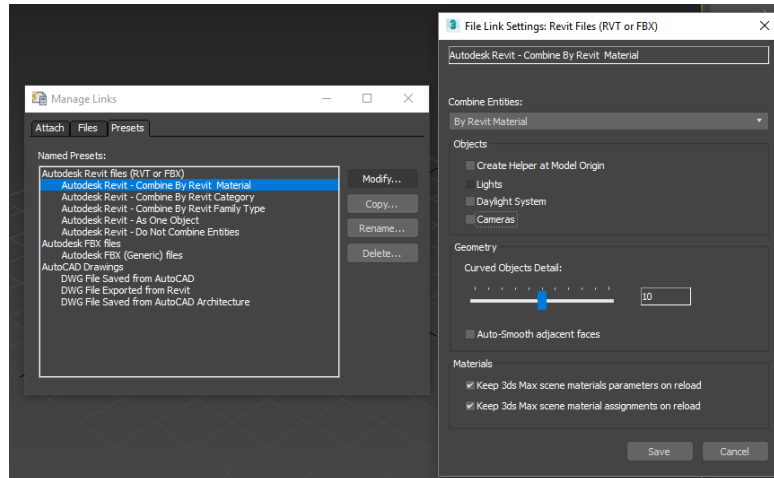 Manage Links
Attach Files Presets
Named Presets:
Autodesk Revit files (RVT or FBX)
Autodesk Revit - Combine By Revit Material
Autodesk Revit - Combine By Revit Category
Autodesk Revit - Combine By Revit Family Type
Autodesk Revit - As One Object
Autodesk Revit - Do Not Combine Entities
Autodesk FBX files
Autodesk FBX (Generic) files
AutoCAD Drawings
DWG File Saved from AutoCAD
DWG File Exported from Revit
DWG File Saved from AutoCAD Architecture
Modify...
Copy...
Rename...
Delete...
3 File Link Settings: Revit Files (RVT or FBX)
Autodesk Revit - Combine By Revit Material
Combine Entities:
By Revit Material
Objects
Create Helper at Model Origin
Lights
Daylight System
Cameras
Geometry
Curved Objects Detail:
10
Auto-Smooth adjacent faces
Materials
Keep 3ds Max scene materials parameters on reload
Keep 3ds Max scene material assignments on reload
Save Cancel